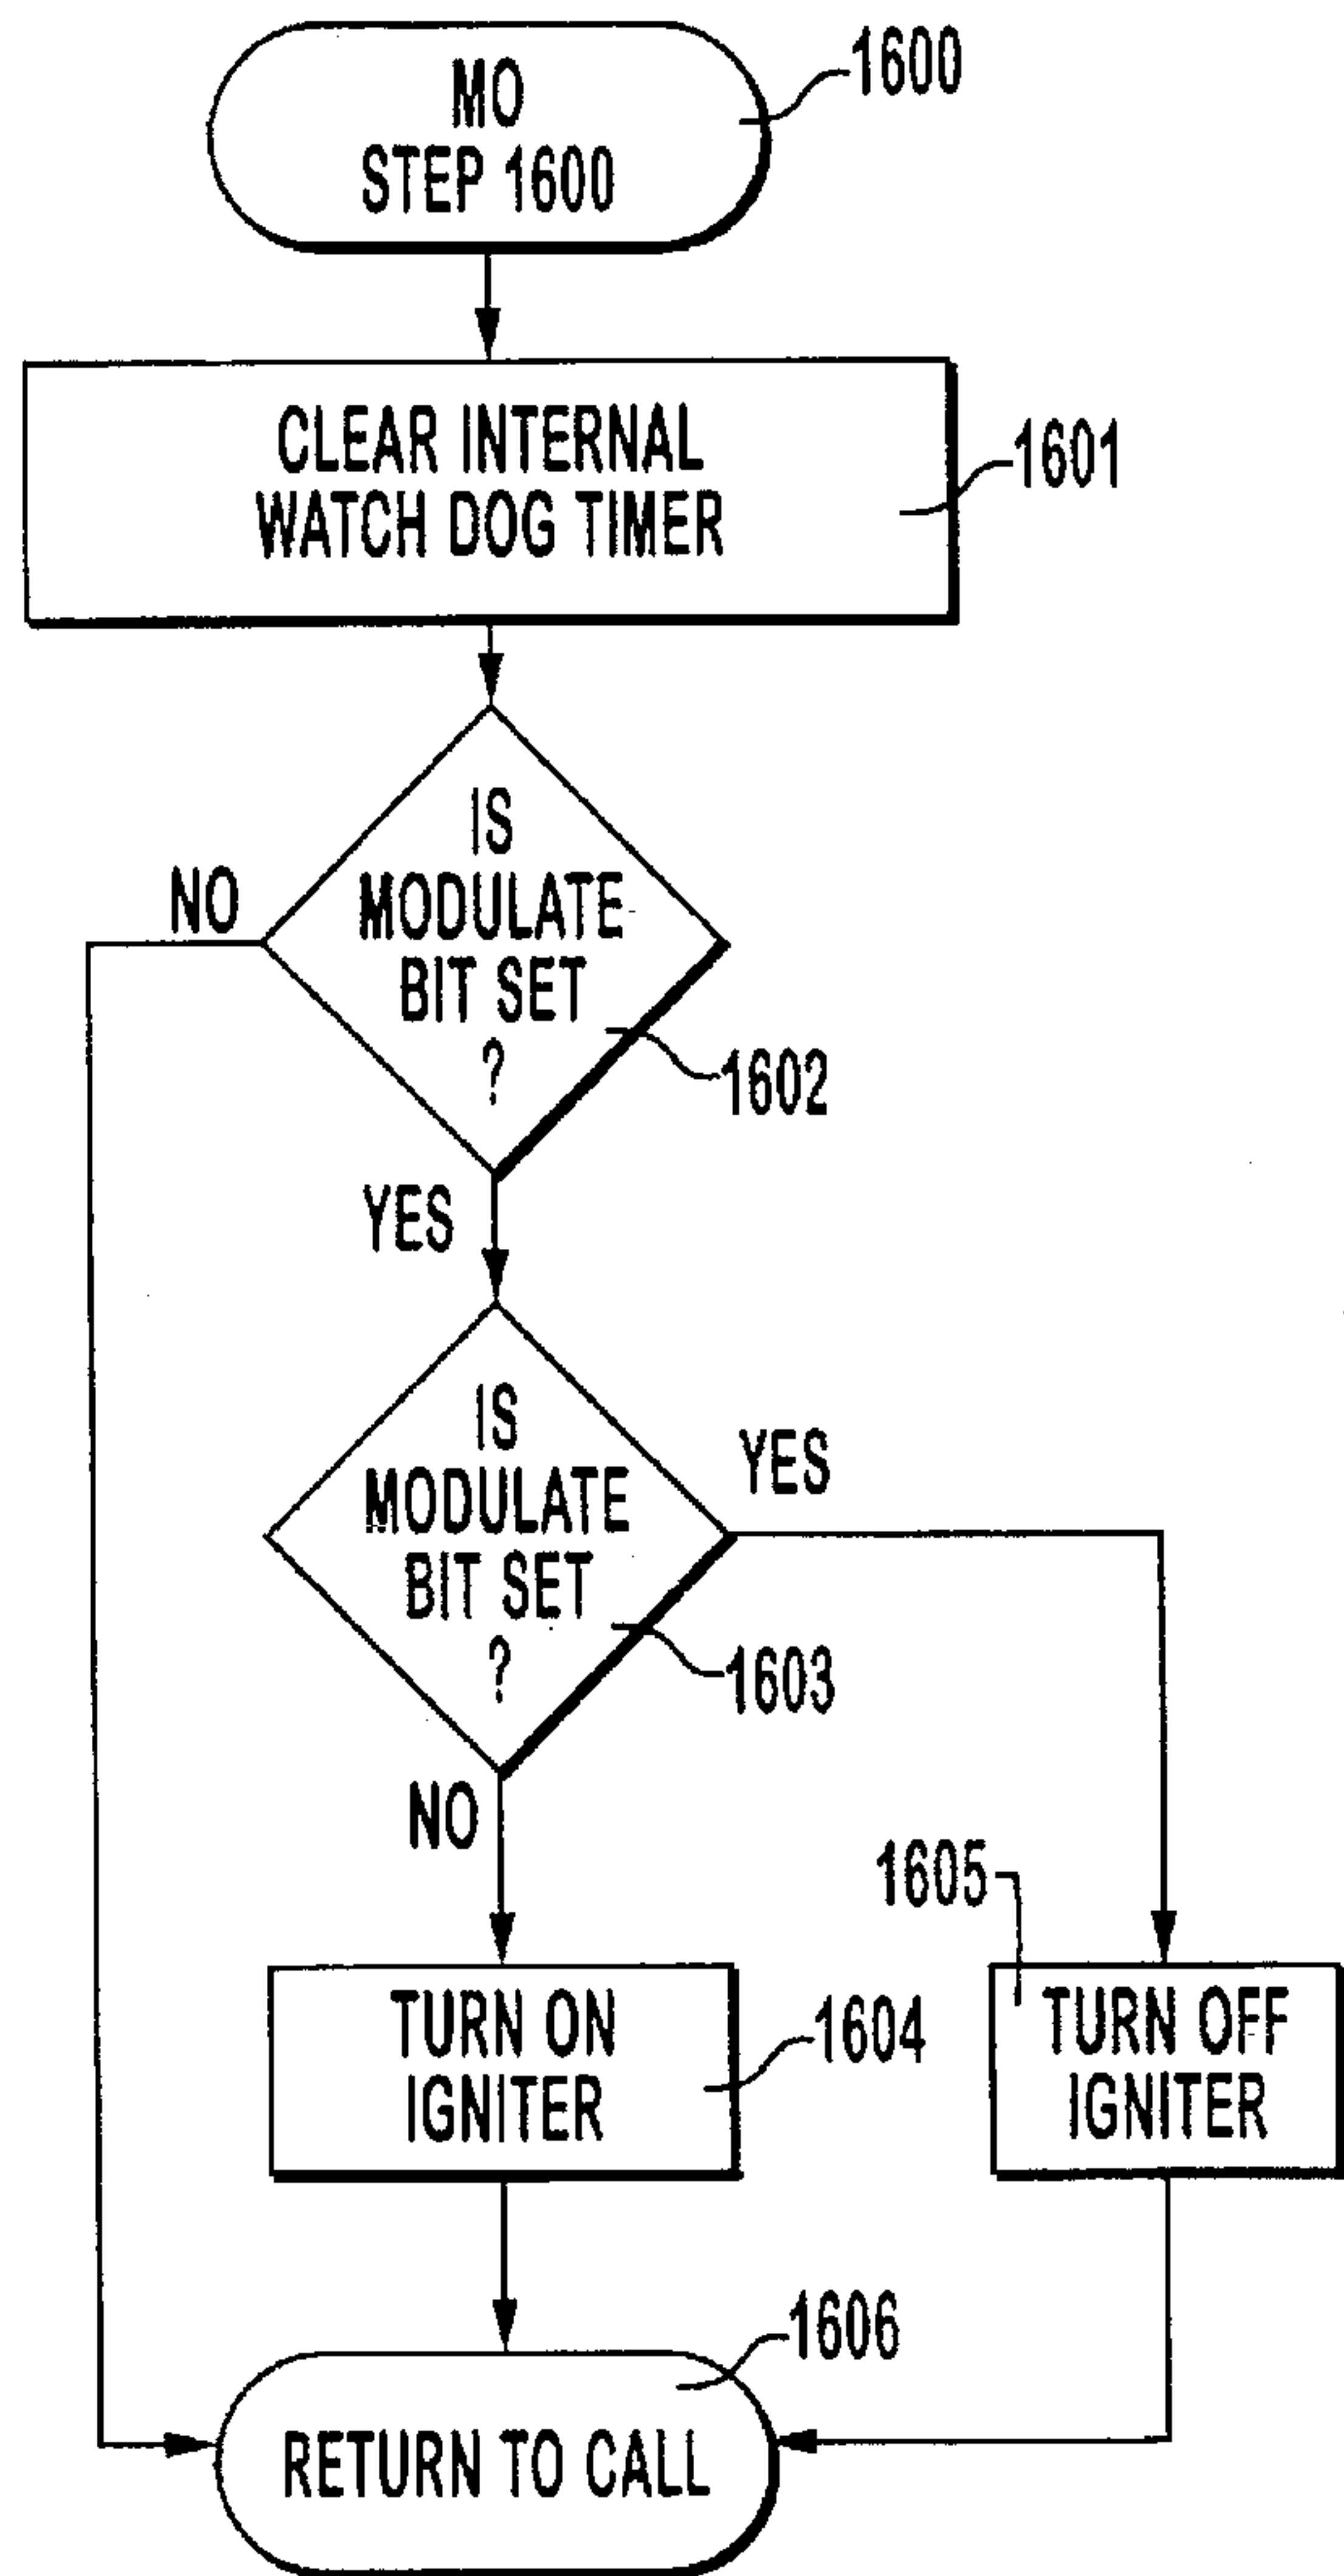 MO
STEP 1600
1600
CLEAR INTERNAL
WATCH DOG TIMER
1601
IS
MODULATE
BIT SET
?
1602
NO
YES
IS
MODULATE
BIT SET
?
1603
YES
NO
TURN ON
IGNITER
1604
1605
TURN OFF
IGNITER
1606
RETURN TO CALL